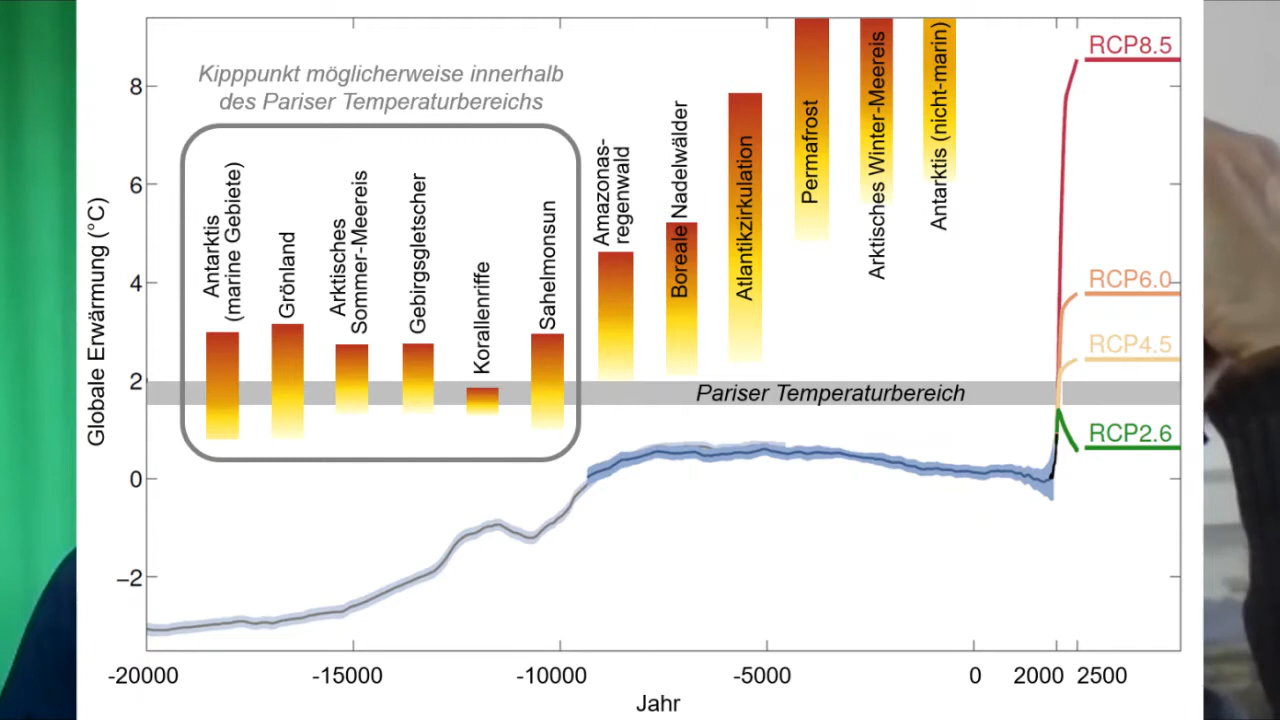 Kipppunkt möglicherweise innerhalb
des Pariser Temperaturbereichs
Globale Erwärmung (°C)
8
6
4
2
0
−2
Antarktis
(marine Gebiete)
Grönland
Arktisches
Sommer-Meereis
Gebirgsgletscher
Korallenriffe
Sahelmonsun
Amazonas-
regenwald
Boreale Nadelwälder
Atlantikzirkulation
Permafrost
Arktisches Winter-Meereis
Antarktis (nicht-marin)
Pariser Temperaturbereich
RCP8.5
RCP6.0
RCP4.5
RCP2.6
-20000 -15000 -10000 -5000 0 2000 2500
Jahr